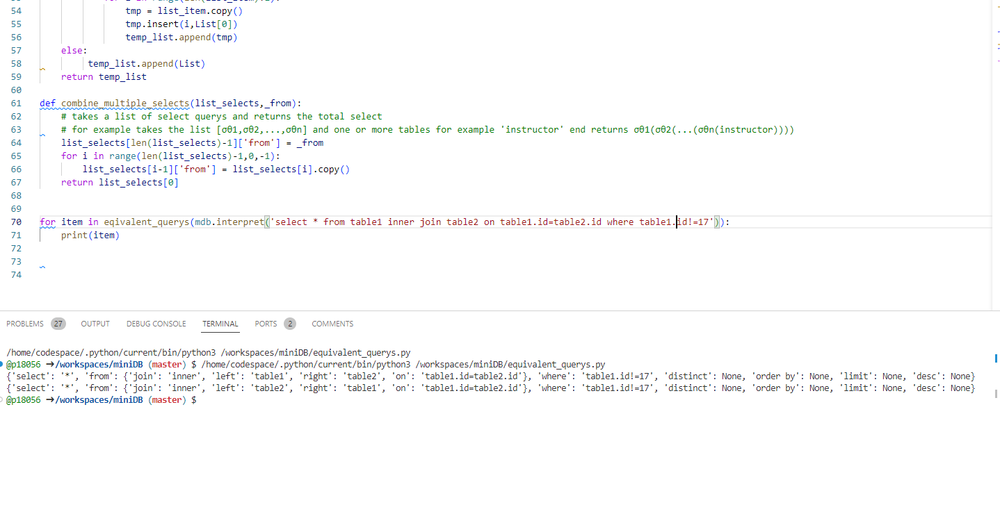 54 tmp = list_item.copy()
55 tmp.insert(i,List[0])
56 temp_list.append(tmp)
57 else:
58 temp_list.append(List)
59 return temp_list
60
61 def combine_multiple_selects(list_selects,_from):
62 # takes a list of select querys and returns the total select
63 # for example takes the list [σθ1,σθ2,...,σθn] and one or more tables for example 'instructor' end returns σθ1(σθ2(...(σθn(instructor))))
64 list_selects[len(list_selects)-1]['from'] = _from
65 for i in range(len(list_selects)-1,0,-1):
66 list_selects[i-1]['from'] = list_selects[i].copy()
67 return list_selects[0]
68
69
70 for item in eqivalent_querys(mdb.interpret('select * from table1 inner join table2 on table1.id=table2.id where table1.id!=17')):
71 print(item)
72
73
74
PROBLEMS 27 OUTPUT DEBUG CONSOLE TERMINAL PORTS 2 COMMENTS
/home/codespace/.python/current/bin/python3 /workspaces/miniDB/equivalent_querys.py
@p18056 ➜/workspaces/miniDB (master) $ /home/codespace/.python/current/bin/python3 /workspaces/miniDB/equivalent_querys.py
{'select': '*', 'from': {'join': 'inner', 'left': 'table1', 'right': 'table2', 'on': 'table1.id=table2.id'}, 'where': 'table1.id!=17', 'distinct': None, 'order by': None, 'limit': None, 'desc': None}
{'select': '*', 'from': {'join': 'inner', 'left': 'table2', 'right': 'table1', 'on': 'table1.id=table2.id'}, 'where': 'table1.id!=17', 'distinct': None, 'order by': None, 'limit': None, 'desc': None}
@p18056 ➜/workspaces/miniDB (master) $